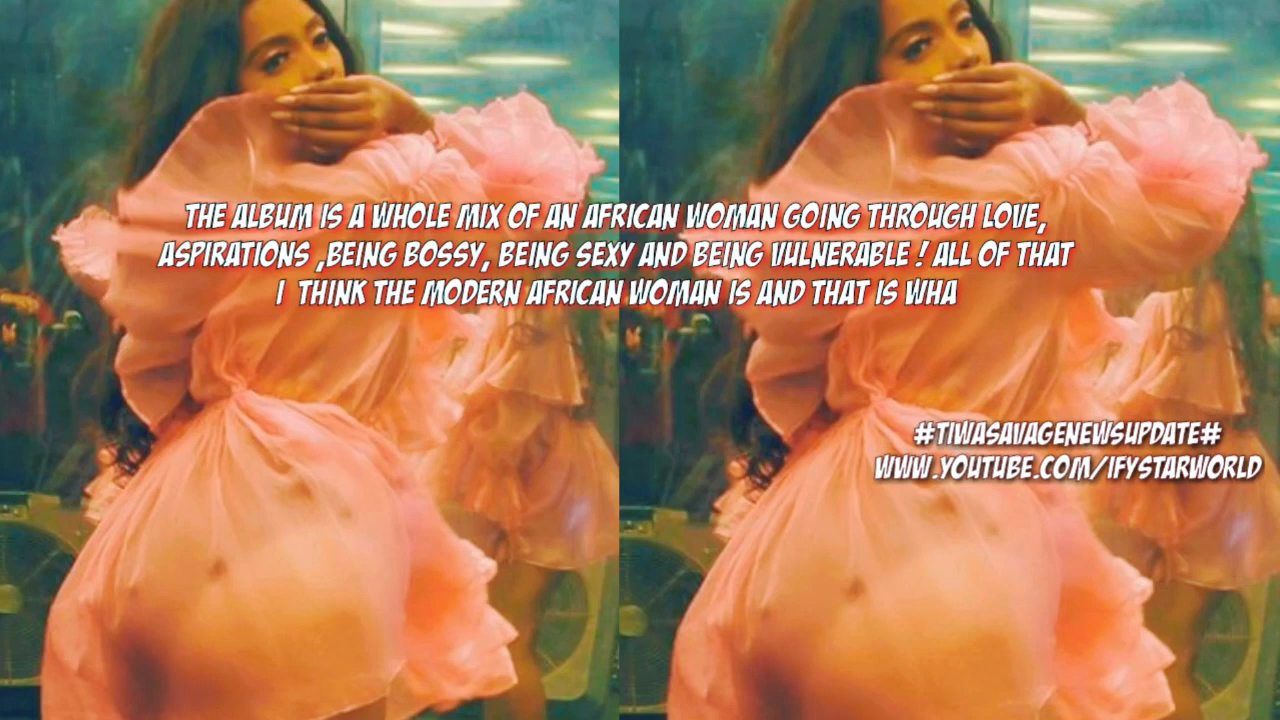 THE ALBUM IS A WHOLE MIX OF AN AFRICAN WOMAN GOING THROUGH LOVE,
ASPIRATIONS ,BEING BOSSY, BEING SEXY AND BEING VULNERABLE ! ALL OF THAT
I THINK THE MODERN AFRICAN WOMAN IS AND THAT IS WHA
#TIWASAVAGENEWSUPDATE#
WWW.YOUTUBE.COM/IFYSTARWORLD